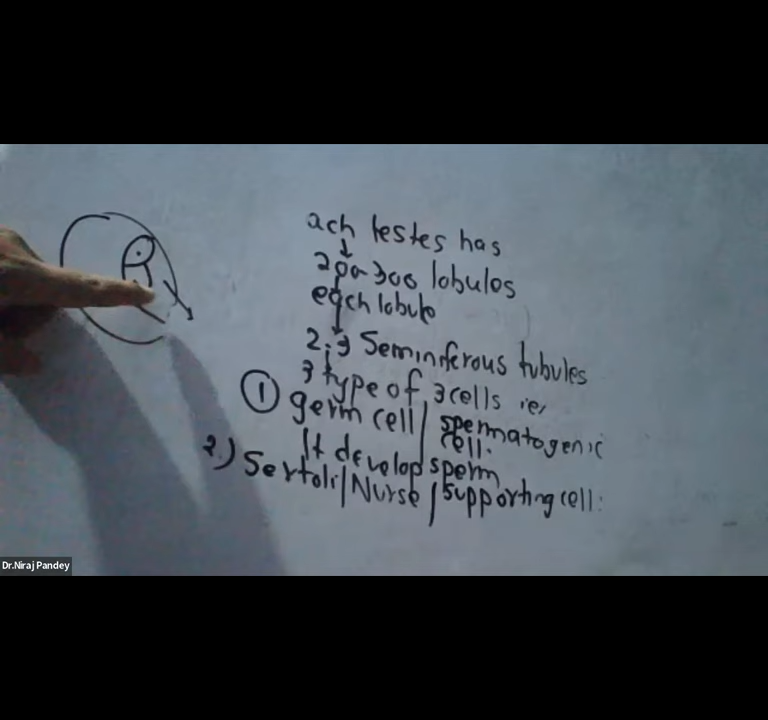 ach testes has
200-300 lobules
each lobule
2-3 Seminiferous tubules
3 type of 3 cells ie,
① germ cell / spermatogenic
cell.
It develop sperm
2.) Sertoli / Nurse / Supporting cell:
Dr.Niraj Pandey